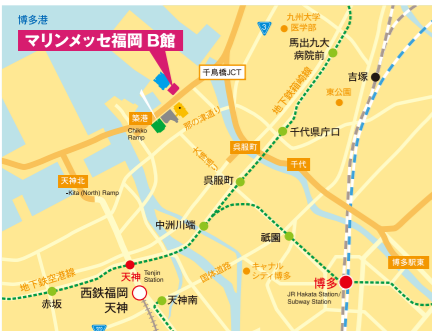 博多港
マリンメッセ福岡 B館
九州大学
医学部
3
馬出九大
病院前
千鳥橋JCT
吉塚
地下鉄箱崎線
東公園
築港
Chikko
Ramp
那の津通り
千代県庁口
大博通り
呉服町
千代
天神北
Kita (North) Ramp
呉服町
中洲川端
祇園
博多駅東
地下鉄空港線
天神
Tenjin
Station
国体道路
キャナル
シティ博多
博多
JR Hakata Station/
Subway Station
赤坂
西鉄福岡
天神
天神南